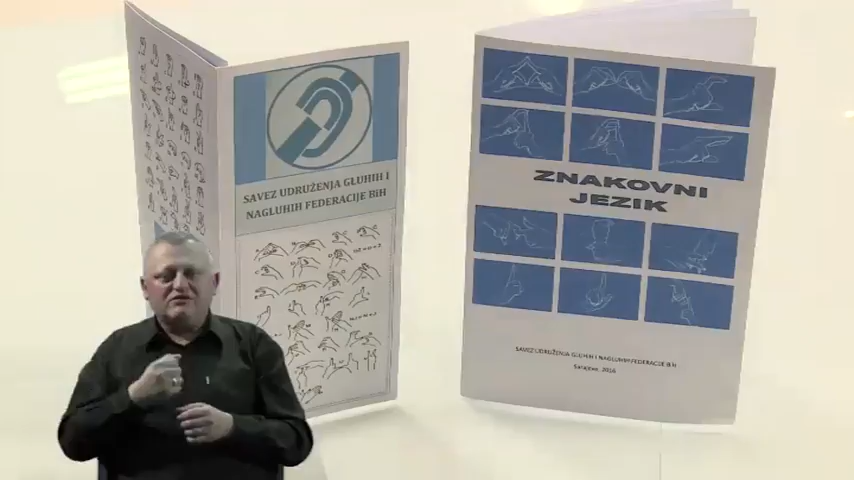 SAVEZ UDRUŽENJA GLUHIH I
NAGLUHIH FEDERACIJE BiH
ZNAKOVNI
JEZIK
SAVEZ UDRUŽENJA GLUHIH I NAGLUHIH FEDERACIJE BiH
Sarajevo, 2016